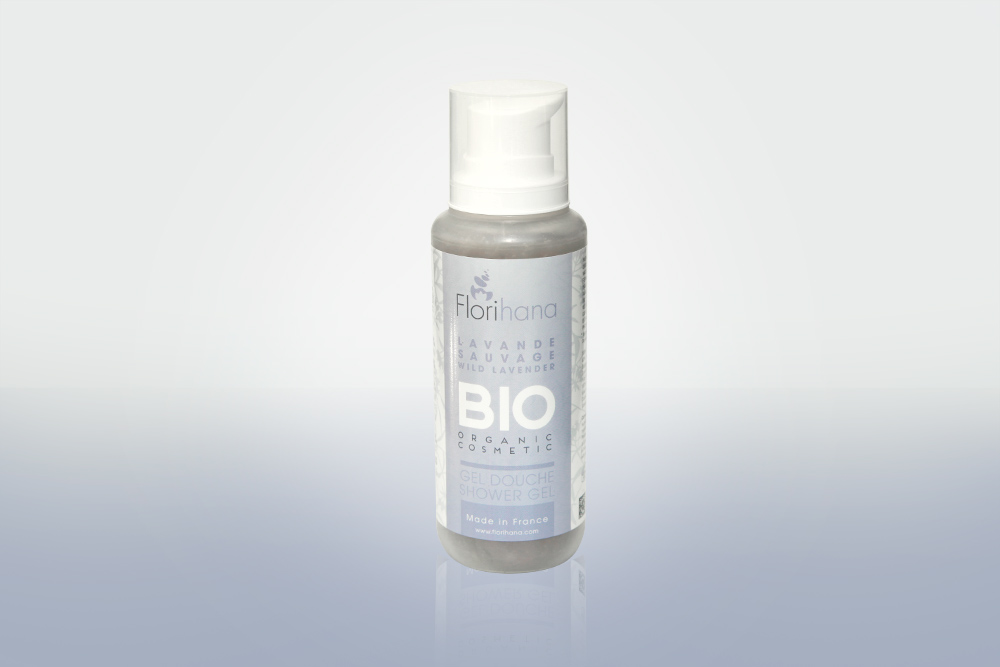 Florihana
LAVANDE
SAUVAGE
WILD LAVENDER
BIO
ORGANIC
COSMETIC
GEL DOUCHE
SHOWER GEL
Made in France
www.florihana.com